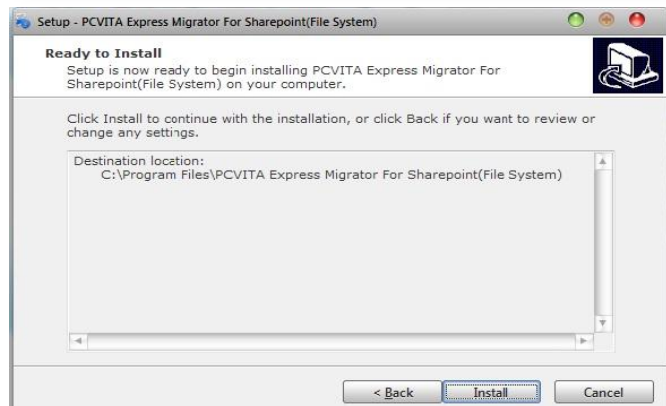 Setup - PCVITA Express Migrator For Sharepoint(File System)
Ready to Install
Setup is now ready to begin installing PCVITA Express Migrator For
Sharepoint(File System) on your computer.
Click Install to continue with the installation, or click Back if you want to review or
change any settings.
Destination location:
C:\Program Files\PCVITA Express Migrator For Sharepoint(File System)
< Back
Install
Cancel